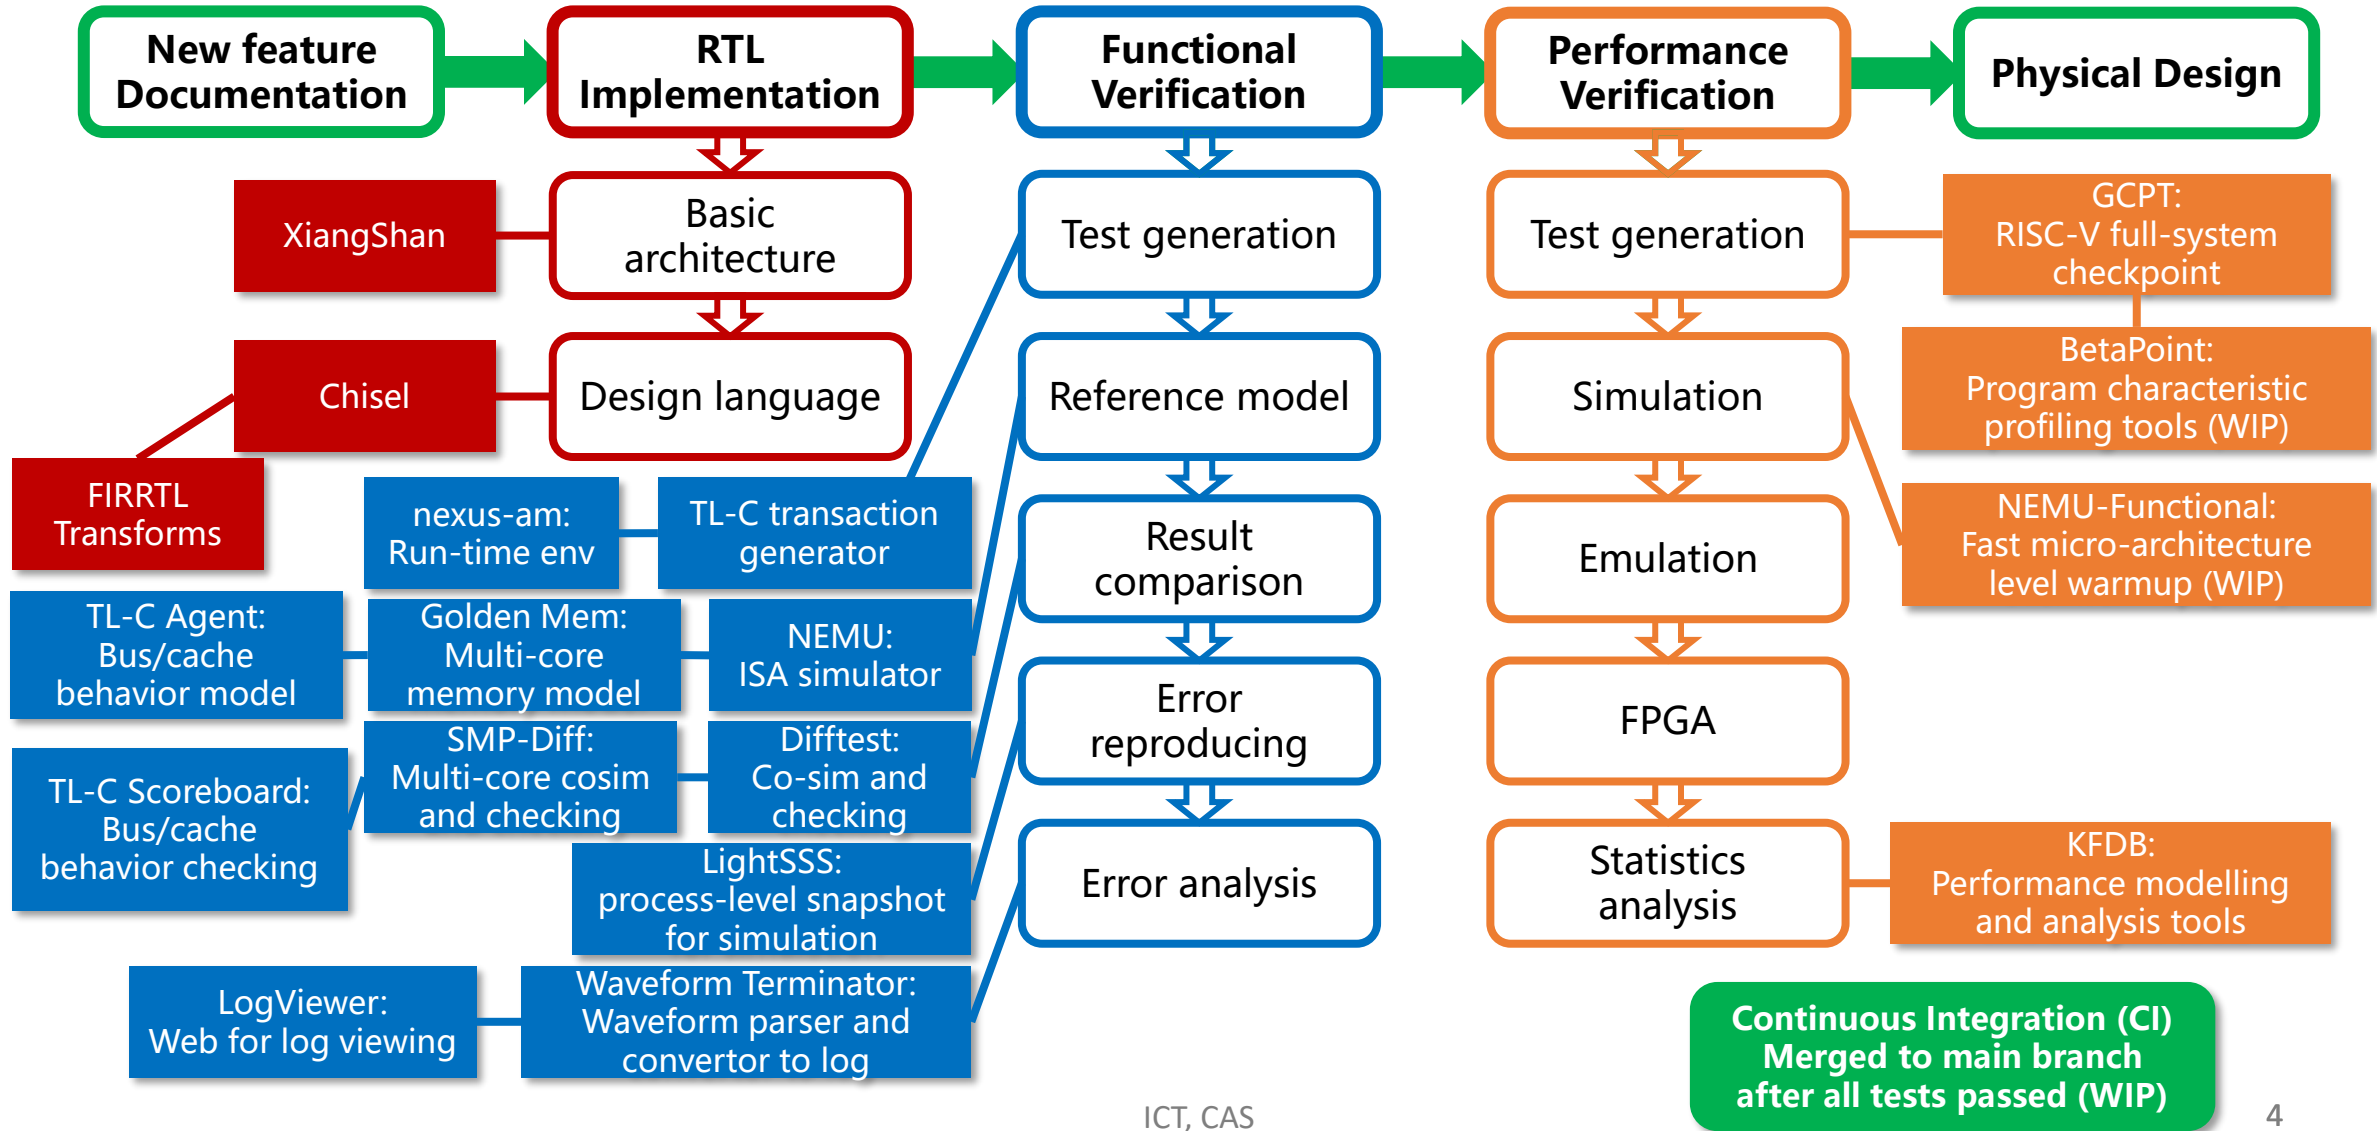 New feature
Documentation
RTL
Implementation
Functional
Verification
Performance
Verification
Physical Design
XiangShan
Basic
architecture
Chisel
Design language
FIRRTL
Transforms
Test generation
Reference model
Result
comparison
Error
reproducing
Error analysis
nexus-am:
Run-time env
TL-C transaction
generator
TL-C Agent:
Bus/cache
behavior model
Golden Mem:
Multi-core
memory model
NEMU:
ISA simulator
TL-C Scoreboard:
Bus/cache
behavior checking
SMP-Diff:
Multi-core cosim
and checking
Difftest:
Co-sim and
checking
LightSSS:
process-level snapshot
for simulation
LogViewer:
Web for log viewing
Waveform Terminator:
Waveform parser and
convertor to log
Test generation
Simulation
Emulation
FPGA
Statistics
analysis
GCPT:
RISC-V full-system
checkpoint
BetaPoint:
Program characteristic
profiling tools (WIP)
NEMU-Functional:
Fast micro-architecture
level warmup (WIP)
KFDB:
Performance modelling
and analysis tools
Continuous Integration (CI)
Merged to main branch
after all tests passed (WIP)
ICT, CAS
4